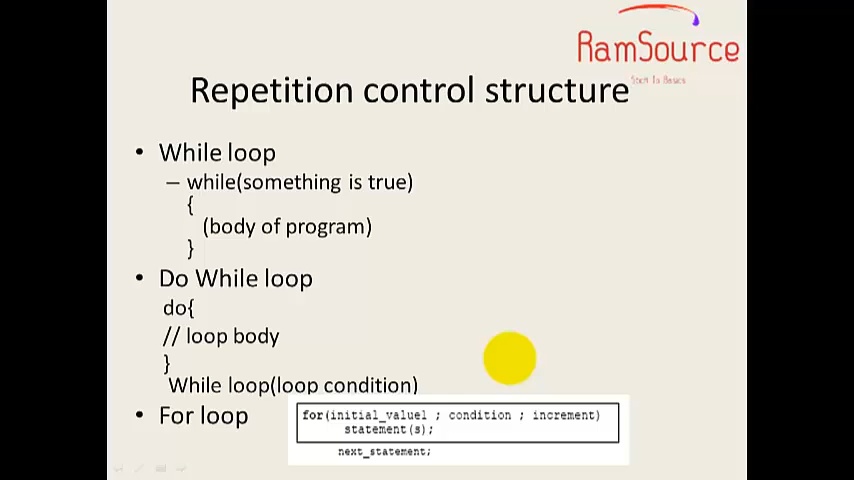 RamSource
Start To Basics
Repetition control structure
• While loop
– while(something is true)
{
(body of program)
}
• Do While loop
do{
// loop body
}
While loop(loop condition)
• For loop
for(initial_value1 ; condition ; increment)
statement(s);
next_statement;